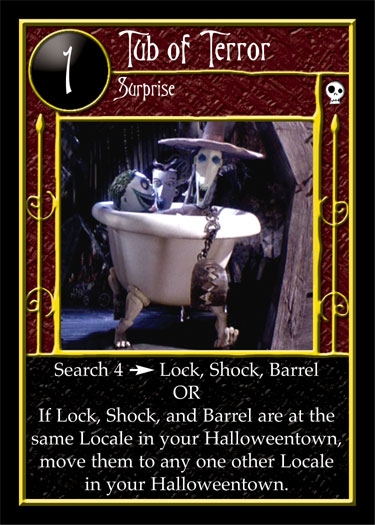 1
Tub of Terror
Surprise
Search 4 → Lock, Shock, Barrel
OR
If Lock, Shock, and Barrel are at the
same Locale in your Halloweentown,
move them to any one other Locale
in your Halloweentown.